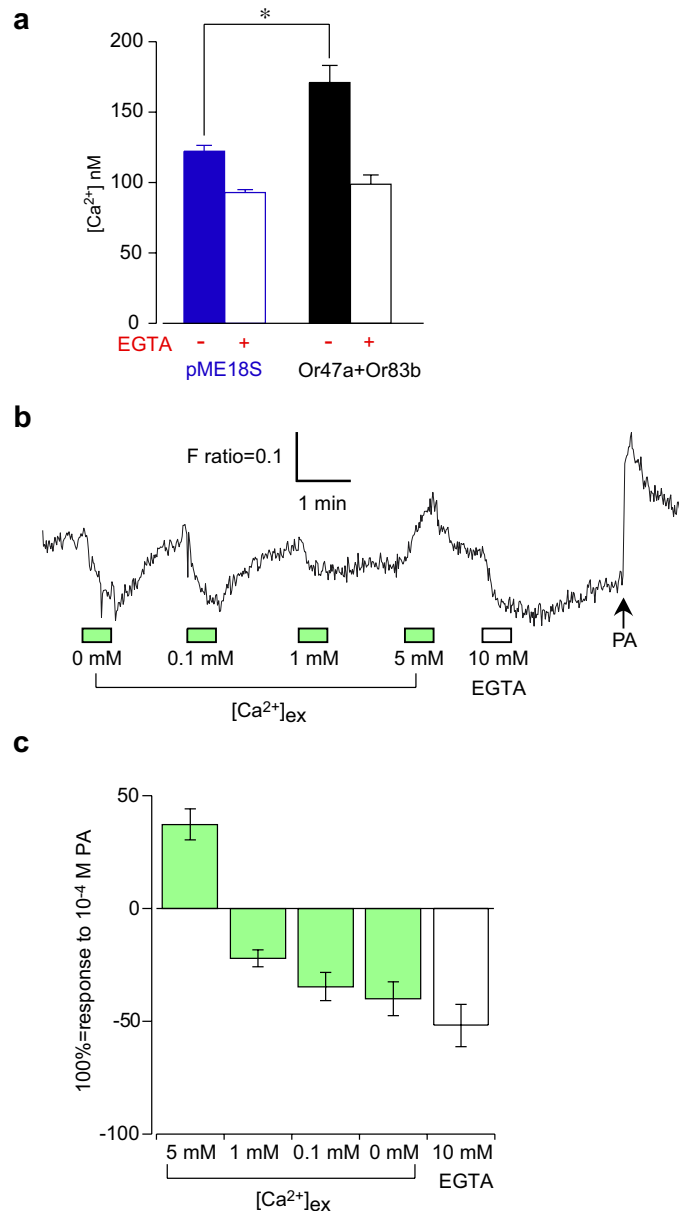 a
*
200
150
100
50
0
[Ca²⁺] nM
EGTA - + - +
pME18S Or47a+Or83b
b
F ratio=0.1
1 min
0 mM 0.1 mM 1 mM 5 mM 10 mM PA
EGTA
[Ca²⁺]ex
c
50
0
-50
-100
100%=response to 10⁻⁴ M PA
5 mM 1 mM 0.1 mM 0 mM 10 mM
EGTA
[Ca²⁺]ex